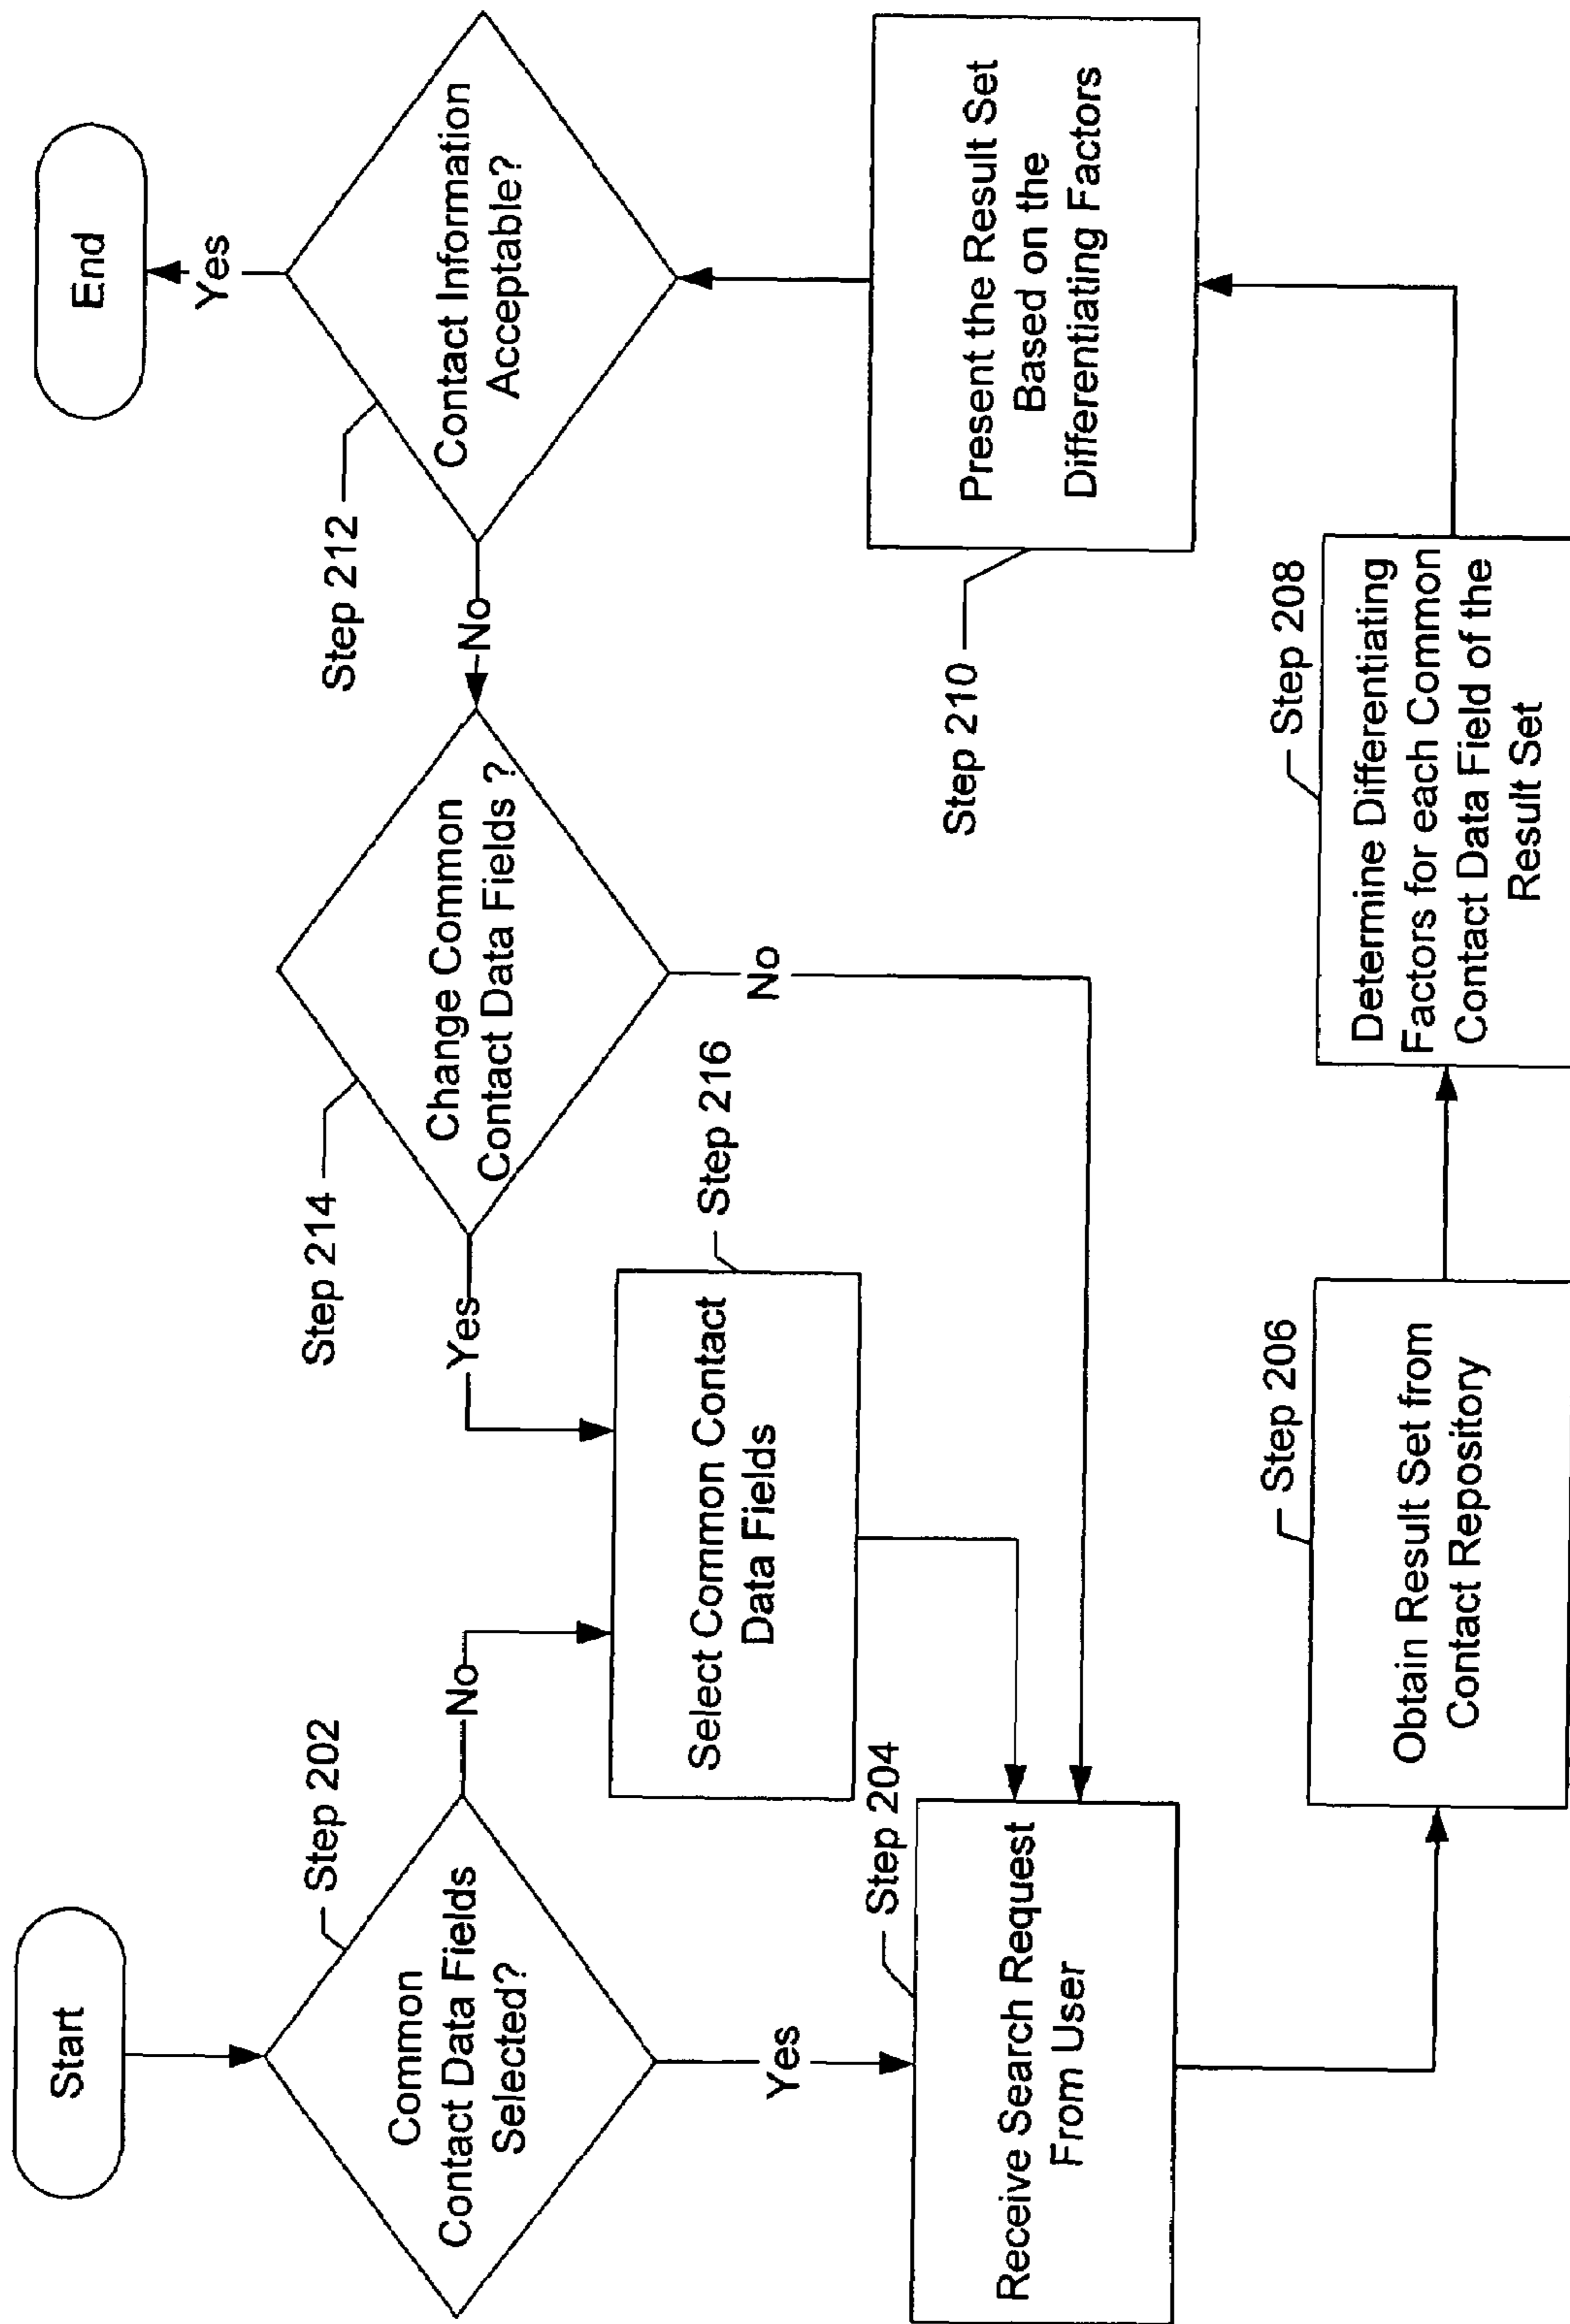 Start
Common
Contact Data Fields
Selected?
Step 202
No
Yes
Select Common Contact
Data Fields
Step 216
Step 214
Change Common
Contact Data Fields ?
Yes
No
Step 212
Contact Information
Acceptable?
No
Yes
End
Step 204
Receive Search Request
From User
Step 206
Obtain Result Set from
Contact Repository
Step 208
Determine Differentiating
Factors for each Common
Contact Data Field of the
Result Set
Step 210
Present the Result Set
Based on the
Differentiating Factors